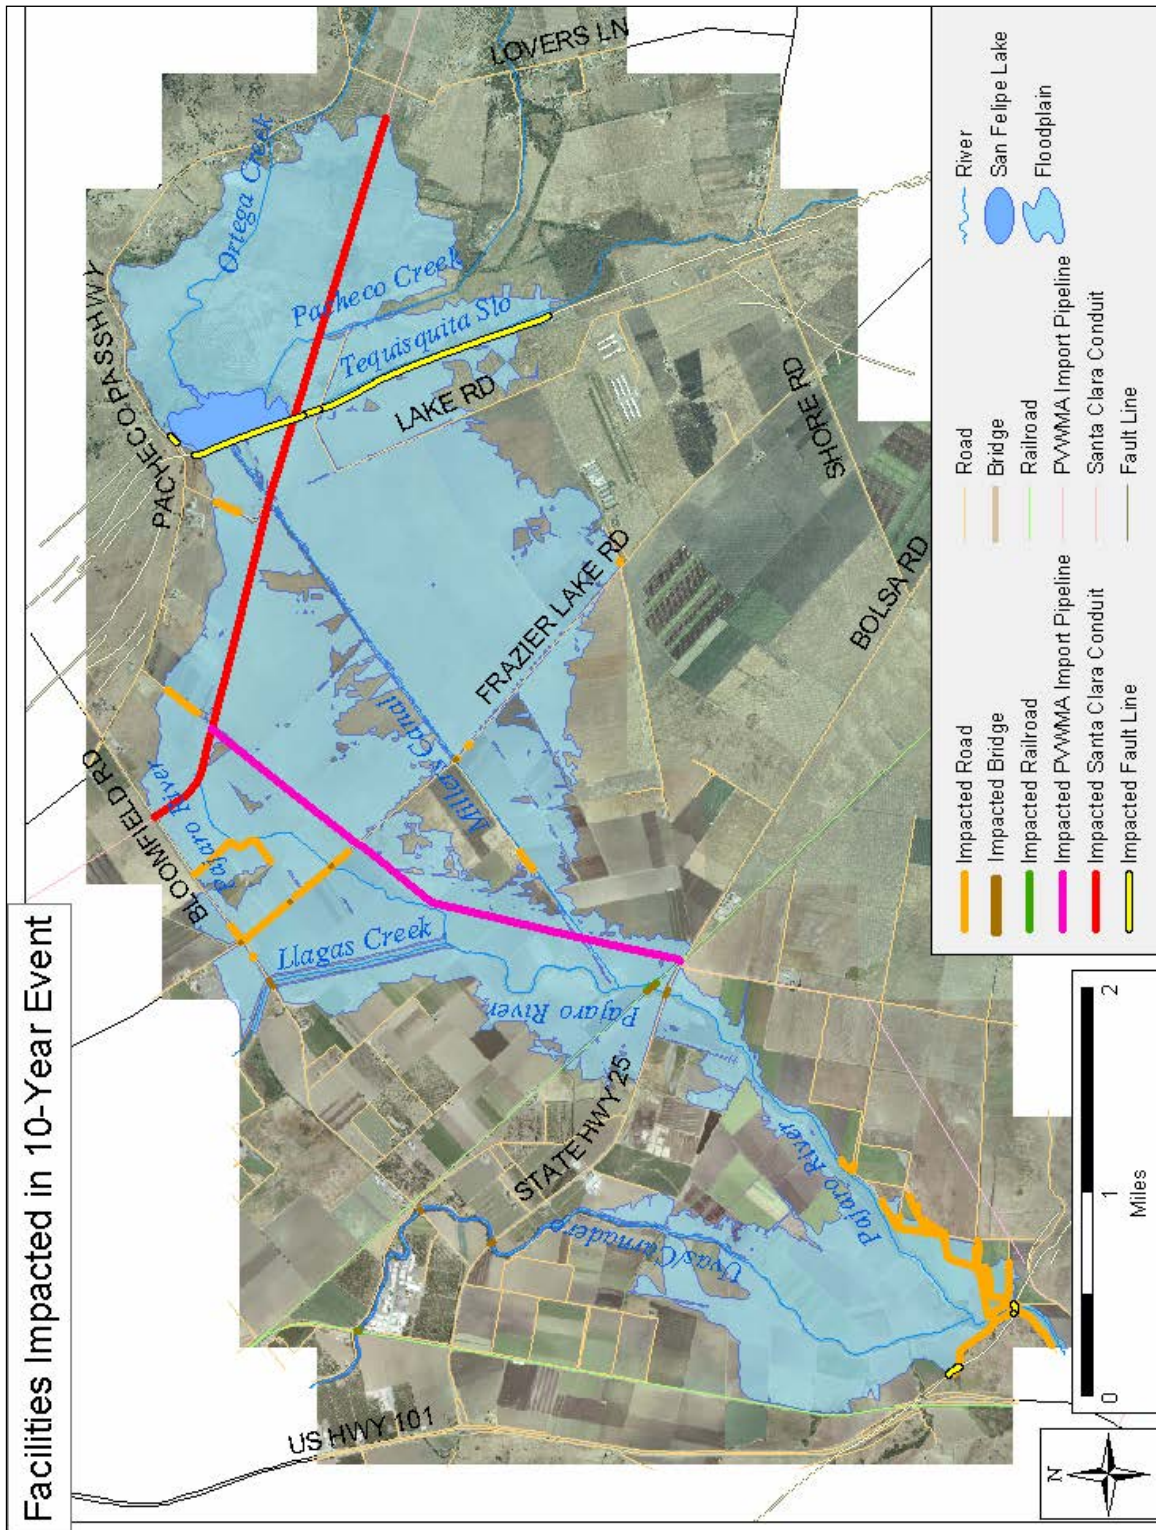 Facilities Impacted in 10-Year Event
PACHECO PASSH WY
BLOOMFIELD RD
Ortega Creek
LOVERS LN
Pacheco Creek
Tequisquita Slo
LAKE RD
Pajaro River
Llagas Creek
Millers Canal
FRAZIER LAKE RD
SHORE RD
BOLSA RD
Pajaro River
STATE HWY 25
US HWY 101
Uvas/Carnadero
Pajaro River
N
0
1
2
Miles
Impacted Road
Impacted Bridge
Impacted Railroad
Impacted PVWMA Import Pipeline
Impacted Santa Clara Conduit
Impacted Fault Line
Road
Bridge
Railroad
PVWMA Import Pipeline
Santa Clara Conduit
Fault Line
River
San Felipe Lake
Floodplain